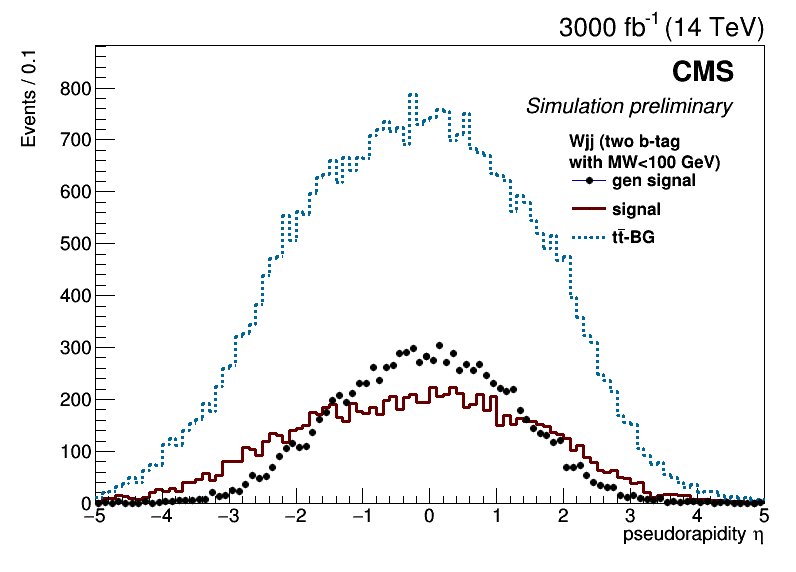 3000 fb⁻¹ (14 TeV)
CMS
Simulation preliminary
Wjj (two b-tag
with MW<100 GeV)
gen signal
signal
tt̄-BG
Events / 0.1
800
700
600
500
400
300
200
100
0
−5 −4 −3 −2 −1 0 1 2 3 4 5
pseudorapidity η